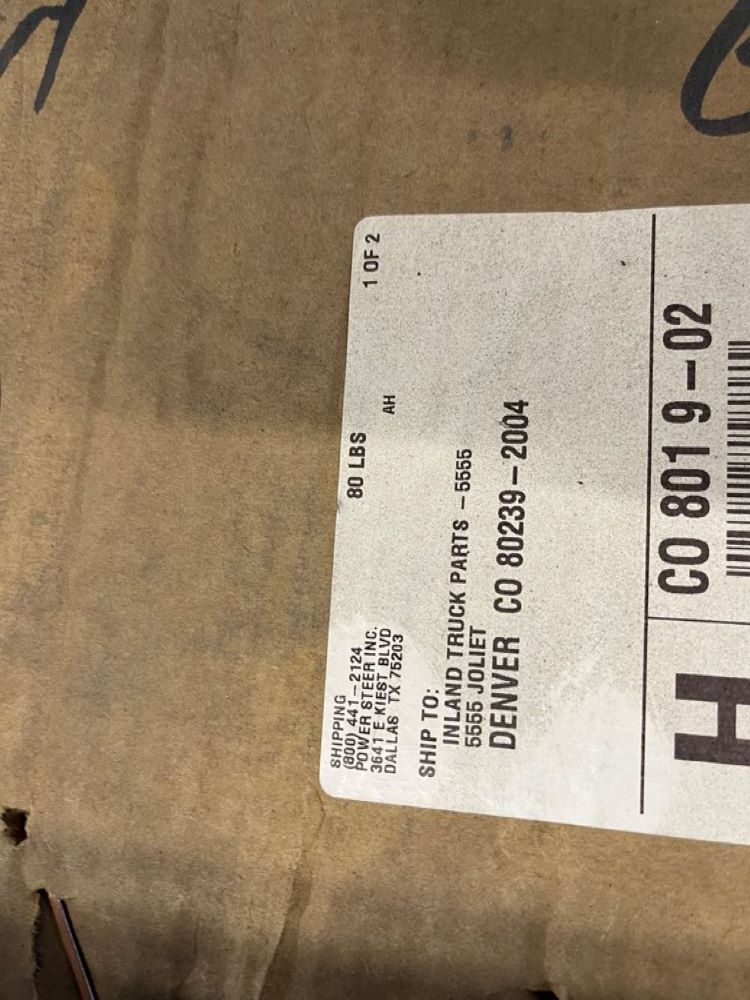 SHIPPING
(800) 441-2124
POWER STEER INC.
3641 E KIEST BLVD
DALLAS TX 75203
80 LBS
1 OF 2
AH
SHIP TO:
INLAND TRUCK PARTS - 5555
5555 JOLIET
DENVER CO 80239-2004
H
CO 801 9-02